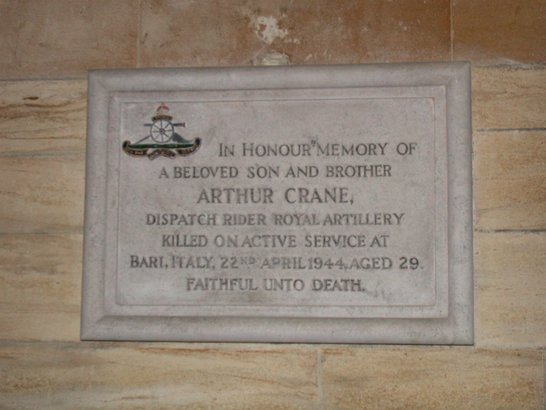 IN HONOURD MEMORY OF
A BELOVED SON AND BROTHER
ARTHUR CRANE,
DISPATCH RIDER ROYAL ARTILLERY
KILLED ON ACTIVE SERVICE AT
BARI, ITALY, 22ND APRIL 1944, AGED 29.
FAITHFUL UNTO DEATH.